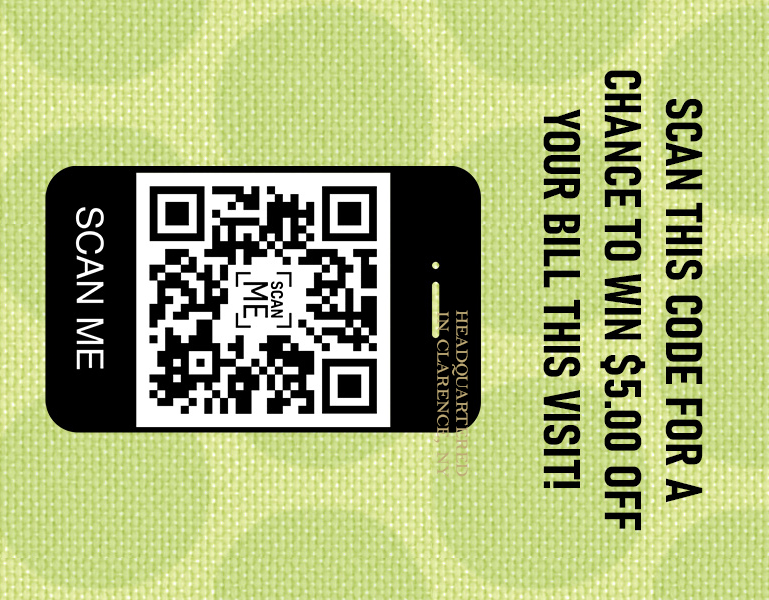 SCAN THIS CODE FOR A
CHANCE TO WIN $5.00 OFF
YOUR BILL THIS VISIT!
HEADQUARTERED
IN CLARENCE, NY
SCAN
ME
SCAN ME